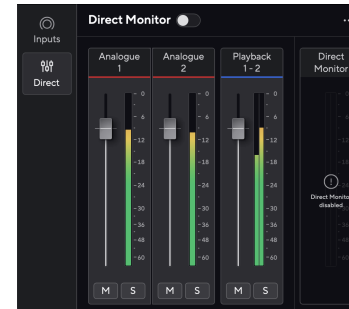 Direct Monitor
Inputs
Direct
Analogue
1
Analogue
2
Playback
1 - 2
Direct
Monitor
0
6
-12
-18
-24
-30
-36
-48
-60
0
6
-12
-18
-24
-30
-36
-48
-60
0
6
-12
-18
-24
-30
-36
-48
-60
Direct Monitor
disabled
M S
M S
M S